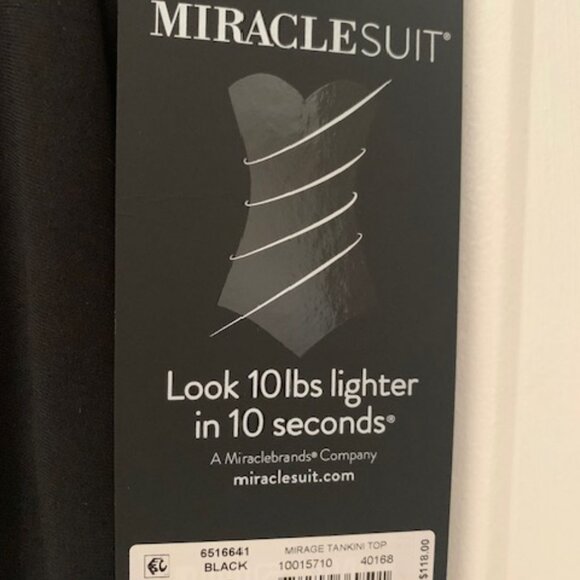 MIRACLESUIT®
Look 10lbs lighter
in 10 seconds®
A Miraclebrands® Company
miraclesuit.com
6516641 MIRAGE TANKINI TOP
BLACK 10015710 40168
$118.00